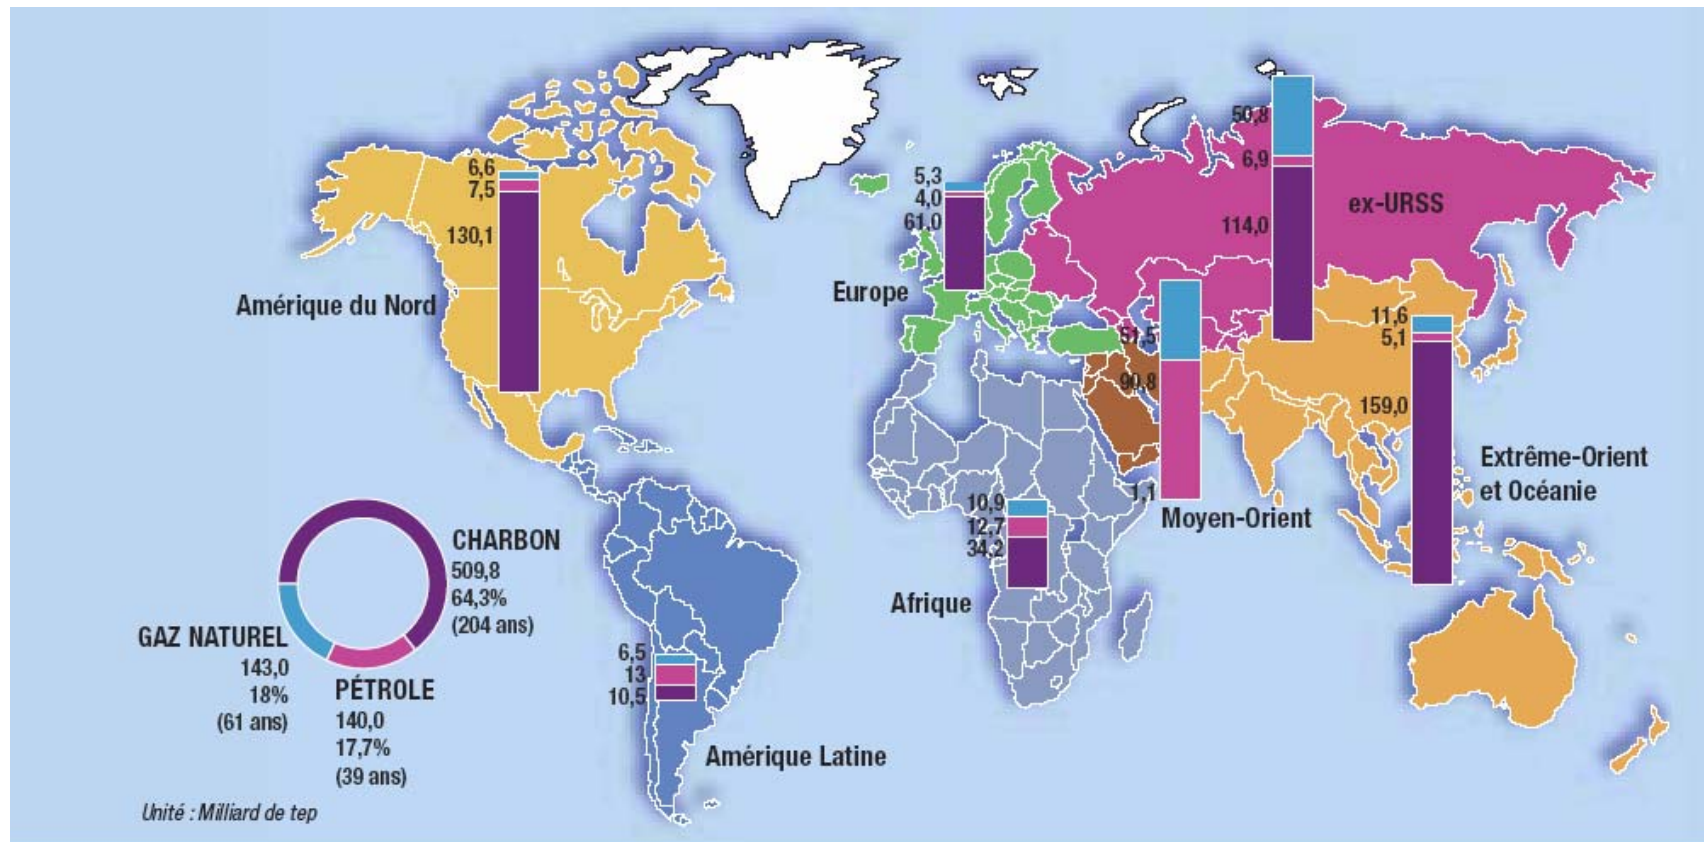 6,6
7,5
130,1
Amérique du Nord
5,3
4,0
61,0
Europe
50,8
6,9
114,0
ex-URSS
51,5
90,8
1,1
Moyen-Orient
11,6
5,1
159,0
Extrême-Orient
et Océanie
10,9
12,7
34,2
Afrique
6,5
13
10,5
Amérique Latine
CHARBON
509,8
64,3%
(204 ans)
GAZ NATUREL
143,0
18%
(61 ans)
PÉTROLE
140,0
17,7%
(39 ans)
Unité : Milliard de tep